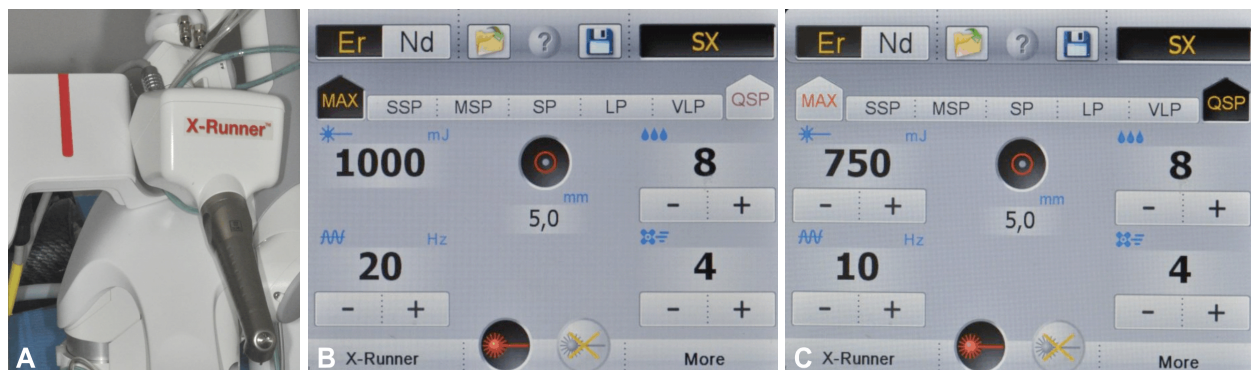 X-Runner™
A
Er Nd ? SX
MAX SSP MSP SP LP VLP QSP
mJ
1000 8
mm
- +
5,0
Hz
20 4
- + - +
X-Runner More
B
Er Nd ? SX
MAX SSP MSP SP LP VLP QSP
mJ
750 8
mm
- + - +
5,0
Hz
10 4
- + - +
X-Runner More
C